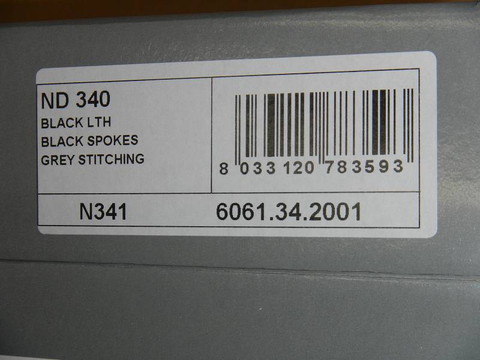 ND 340
BLACK LTH
BLACK SPOKES
GREY STITCHING
8 033120 783593
N341 6061.34.2001